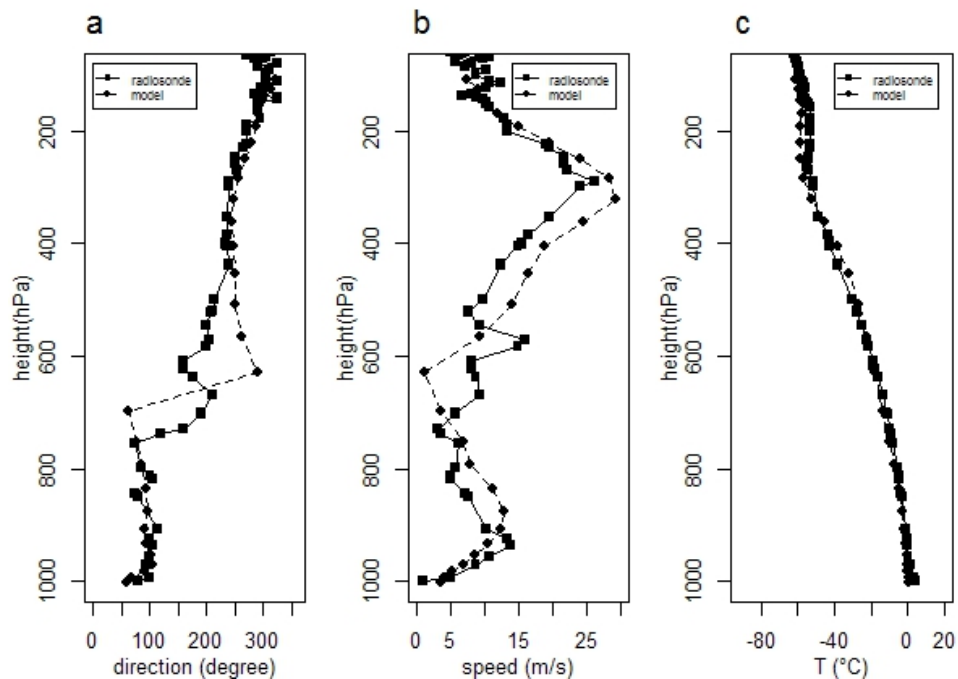 a
b
c
radiosonde
model
radiosonde
model
radiosonde
model
height(hPa)
200
400
600
800
1000
height(hPa)
200
400
600
800
1000
height(hPa)
200
400
600
800
1000
0 100 200 300
0 5 15 25
-80 -40 0 20
direction (degree)
speed (m/s)
T (°C)